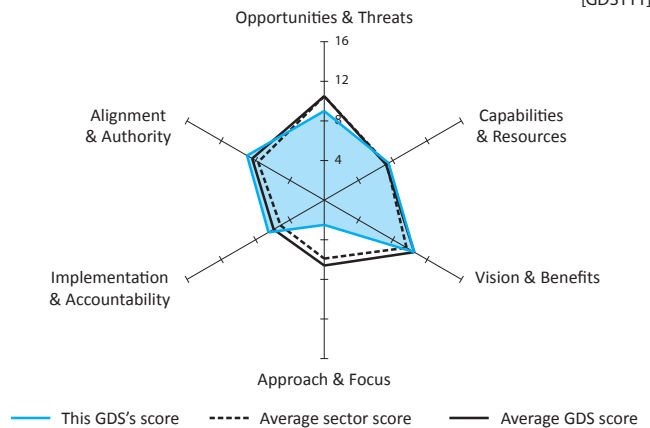 Opportunities & Threats
16
12
8
4
Alignment
& Authority
Capabilities
& Resources
Implementation
& Accountability
Vision & Benefits
Approach & Focus
This GDS's score
Average sector score
Average GDS score